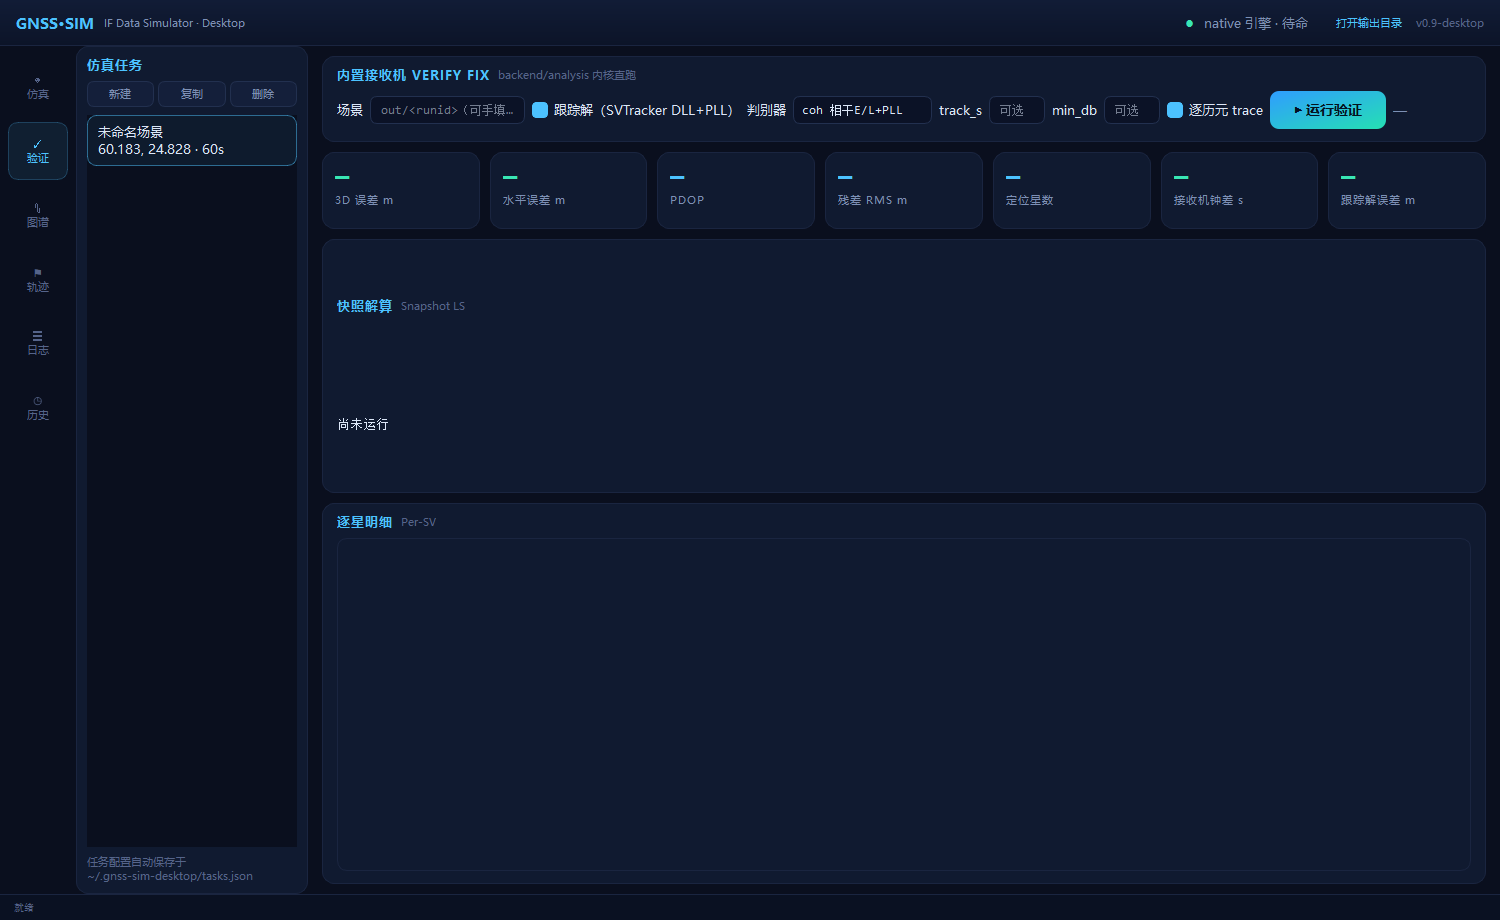 GNSS•SIM IF Data Simulator · Desktop
native 引擎 · 待命 打开输出目录 v0.9-desktop
仿真
验证
图谱
轨迹
日志
历史
仿真任务
新建 复制 删除
未命名场景
60.183, 24.828 · 60s
任务配置自动保存于
~/.gnss-sim-desktop/tasks.json
内置接收机 VERIFY FIX backend/analysis 内核直跑
场景 out/<runid>（可手填… 跟踪解（SVTracker DLL+PLL） 判别器 coh 相干E/L+PLL track_s 可选 min_db 可选 逐历元 trace ▸ 运行验证 —
— 3D 误差 m
— 水平误差 m
— PDOP
— 残差 RMS m
— 定位星数
— 接收机钟差 s
— 跟踪解误差 m
快照解算 Snapshot LS
尚未运行
逐星明细 Per-SV
就绪